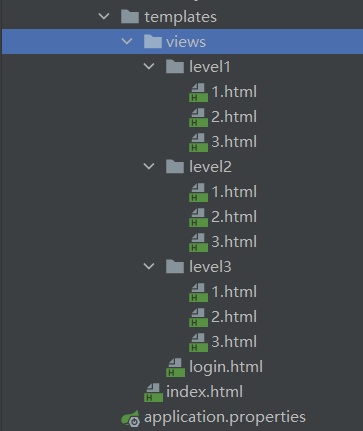 templates
views
level1
1.html
2.html
3.html
level2
1.html
2.html
3.html
level3
1.html
2.html
3.html
login.html
index.html
application.properties